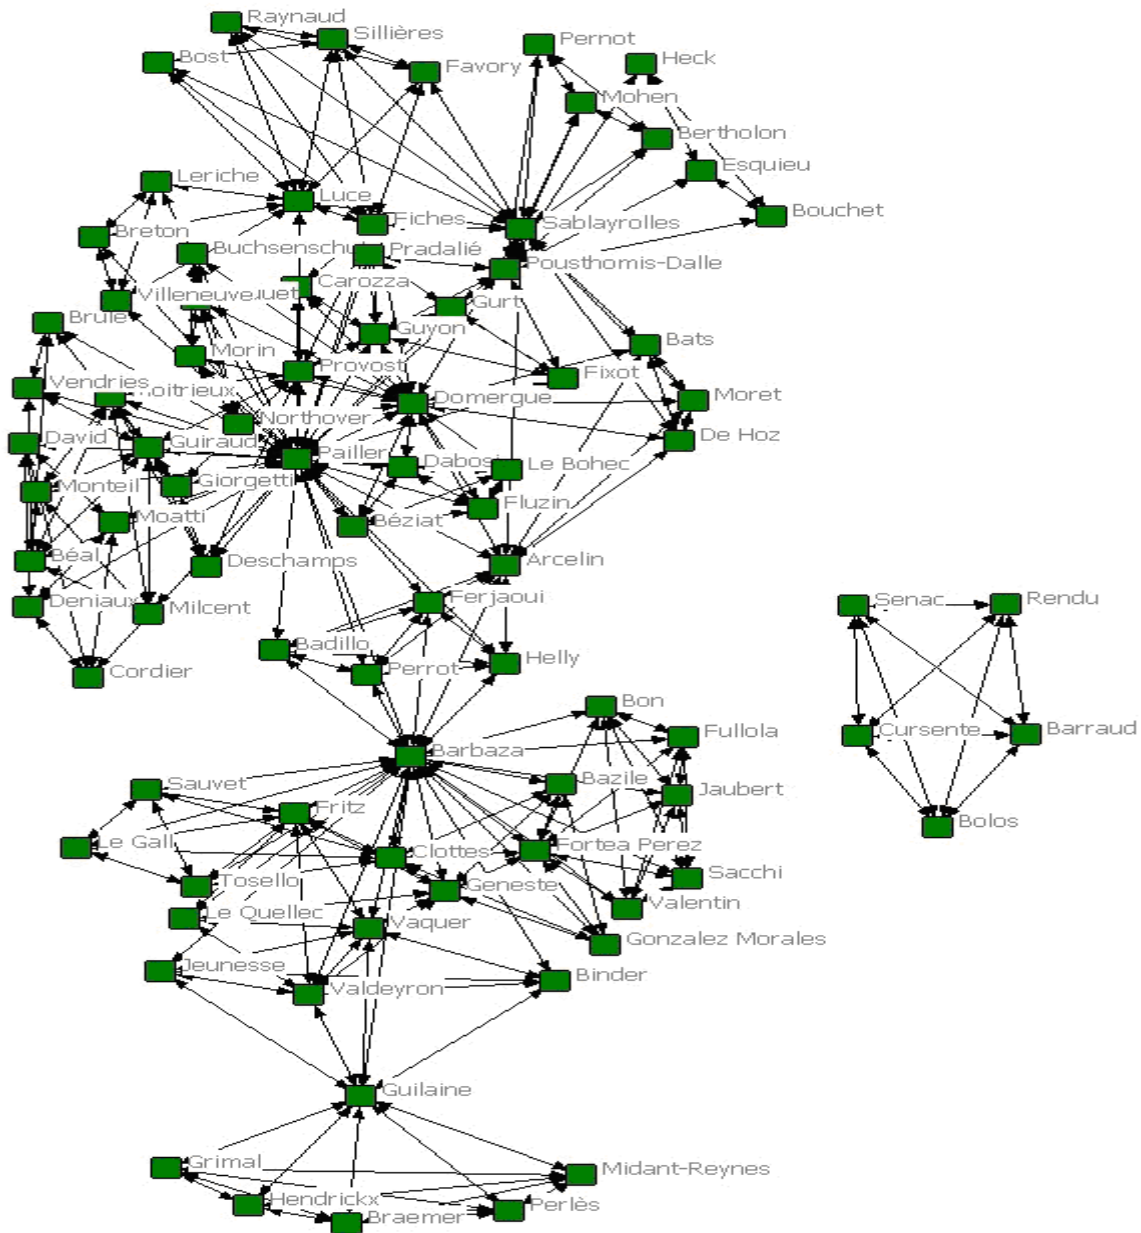 Raynaud
Sillières
Pernot
Bost
Heck
Favory
Mohen
Bertholon
Esquieu
Leriche
Luce
Bouchet
Fiches
Sablayrolles
Breton
Buchsenschut
Pradalié
Pousthomis-Dalle
Carozza
Villeneuve
uet
Gurt
Brule
Guyon
Bats
Morin
Provost
Fixot
Vendries
oitrieux
Domergue
Moret
Northover
David
Guiraud
Pailler
De Hoz
Dabosi
Le Bohec
Monteil
Giorgetti
Fluzin
Moatti
Béziat
Béal
Deschamps
Arcelin
Deniaux
Milcent
Ferjaoui
Senac
Rendu
Badillo
Perrot
Helly
Cordier
Bon
Fullola
Cursente
Barraud
Barbaza
Sauvet
Bazile
Jaubert
Fritz
Bolos
Le Gall
Clottes
Fortea Perez
Sacchi
Tosello
Geneste
Valentin
Le Quellec
Vaquer
Gonzalez Morales
Jeunesse
Binder
Valdeyron
Guilaine
Grimal
Midant-Reynes
Hendrickx
Perlès
Braemer